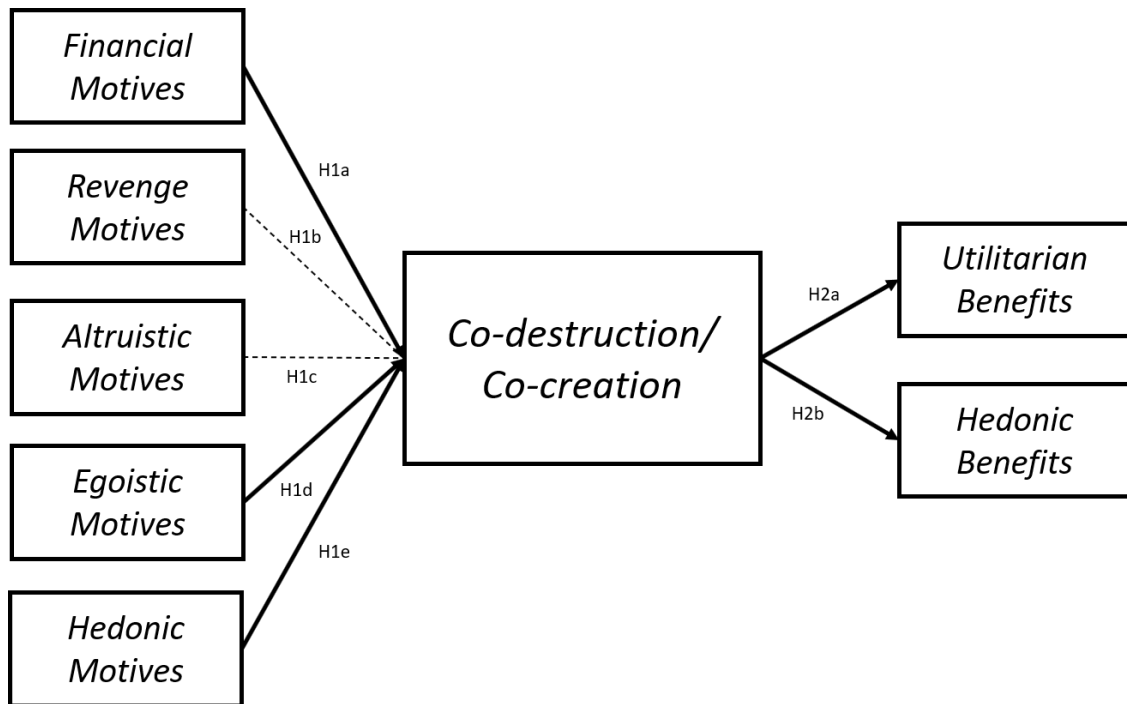 Financial
Motives
Revenge
Motives
Altruistic
Motives
Egoistic
Motives
Hedonic
Motives
H1a
H1b
H1c
H1d
H1e
Co-destruction/
Co-creation
H2a
H2b
Utilitarian
Benefits
Hedonic
Benefits